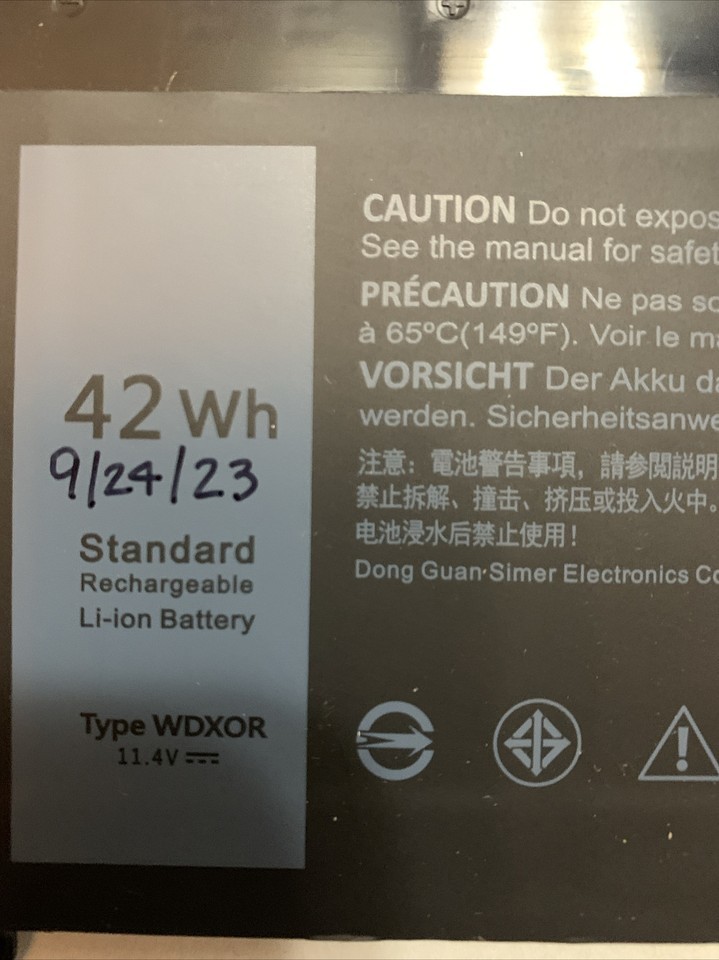 42 Wh
9/24/23
Standard
Rechargeable
Li-ion Battery
Type WDXOR
11.4V
CAUTION Do not expos
See the manual for safet
PRÉCAUTION Ne pas so
à 65ºC(149ºF). Voir le ma
VORSICHT Der Akku da
werden. Sicherheitsanwe
注意：電池警告事項，請參閱説明
禁止拆解、撞击、挤压或投入火中。
电池浸水后禁止使用！
Dong Guan Simer Electronics Co